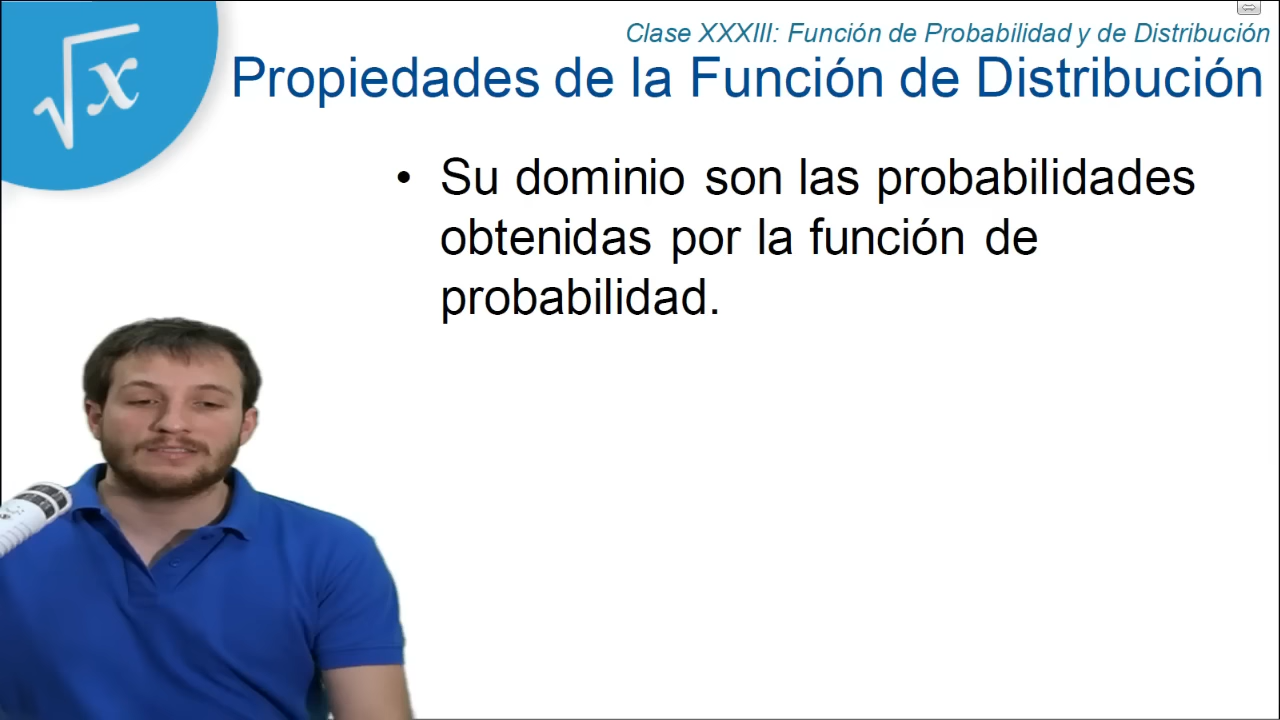 Clase XXXIII: Función de Probabilidad y de Distribución
Propiedades de la Función de Distribución
• Su dominio son las probabilidades
obtenidas por la función de
probabilidad.
√x